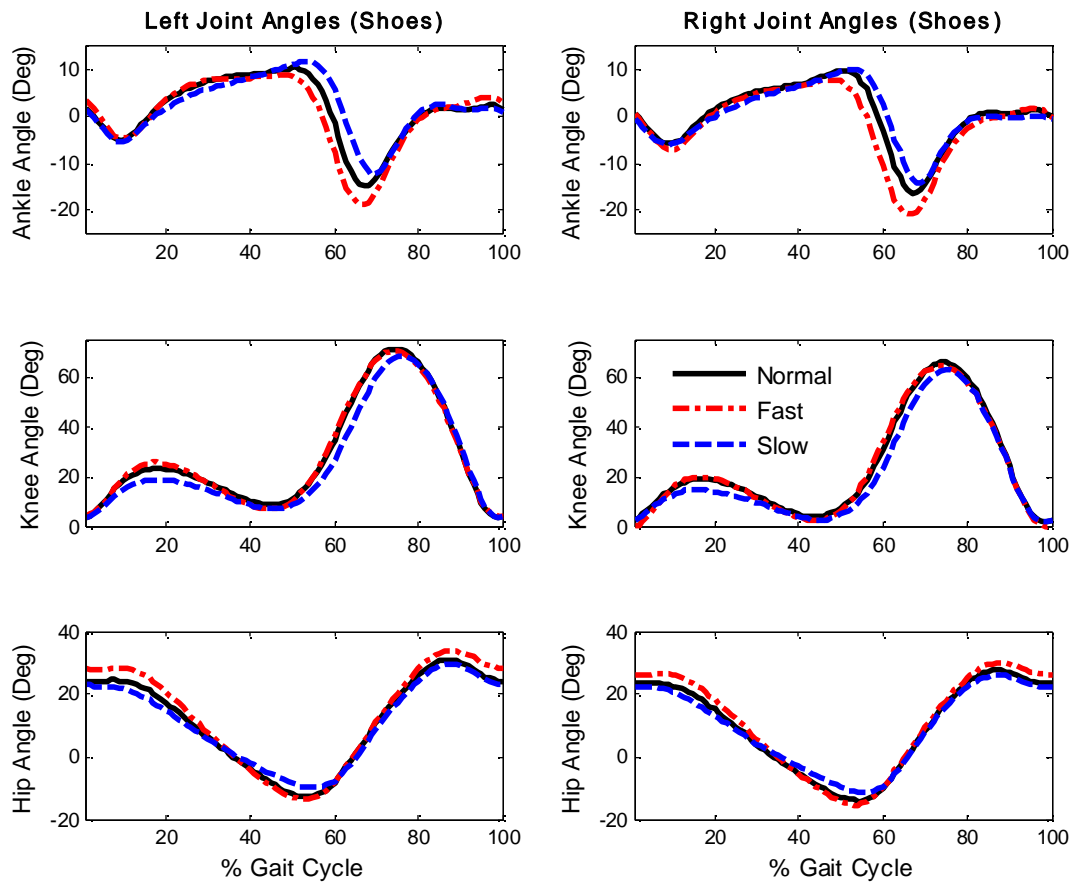 Left Joint Angles (Shoes)
Right Joint Angles (Shoes)
Ankle Angle (Deg)
10
0
-10
-20
20 40 60 80 100
Ankle Angle (Deg)
10
0
-10
-20
20 40 60 80 100
Knee Angle (Deg)
60
40
20
0
20 40 60 80 100
Knee Angle (Deg)
60
40
20
0
Normal
Fast
Slow
20 40 60 80 100
Hip Angle (Deg)
40
20
0
-20
20 40 60 80 100
% Gait Cycle
Hip Angle (Deg)
40
20
0
-20
20 40 60 80 100
% Gait Cycle